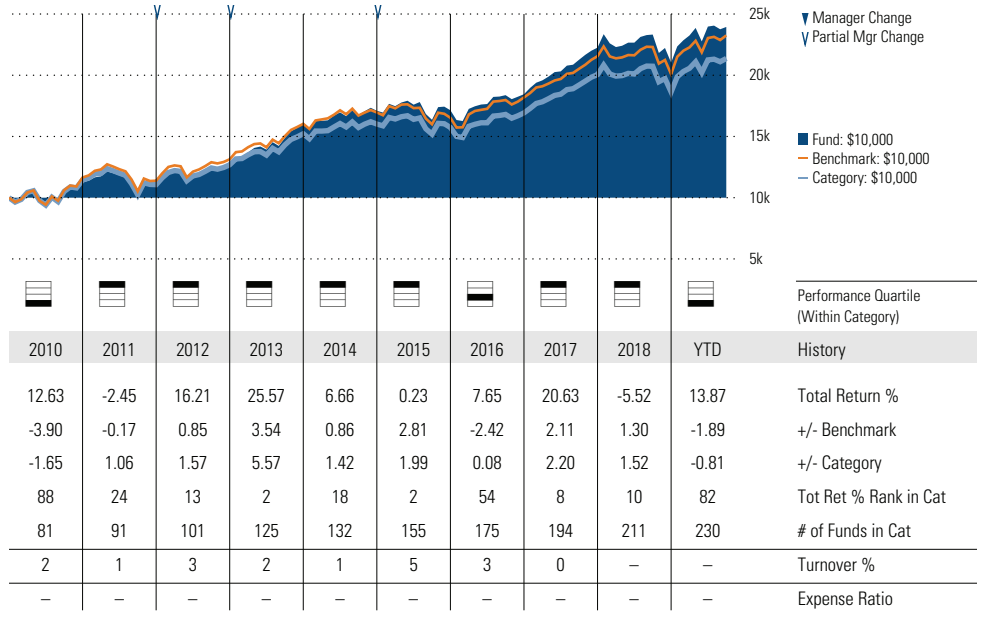 25k
20k
15k
10k
5k
Manager Change
Partial Mgr Change
Fund: $10,000
Benchmark: $10,000
Category: $10,000
Performance Quartile
(Within Category)
2010 2011 2012 2013 2014 2015 2016 2017 2018 YTD History
12.63 -2.45 16.21 25.57 6.66 0.23 7.65 20.63 -5.52 13.87 Total Return %
-3.90 -0.17 0.85 3.54 0.86 2.81 -2.42 2.11 1.30 -1.89 +/- Benchmark
-1.65 1.06 1.57 5.57 1.42 1.99 0.08 2.20 1.52 -0.81 +/- Category
88 24 13 2 18 2 54 8 10 82 Tot Ret % Rank in Cat
81 91 101 125 132 155 175 194 211 230 # of Funds in Cat
2 1 3 2 1 5 3 0 – – Turnover %
– – – – – – – – – – Expense Ratio